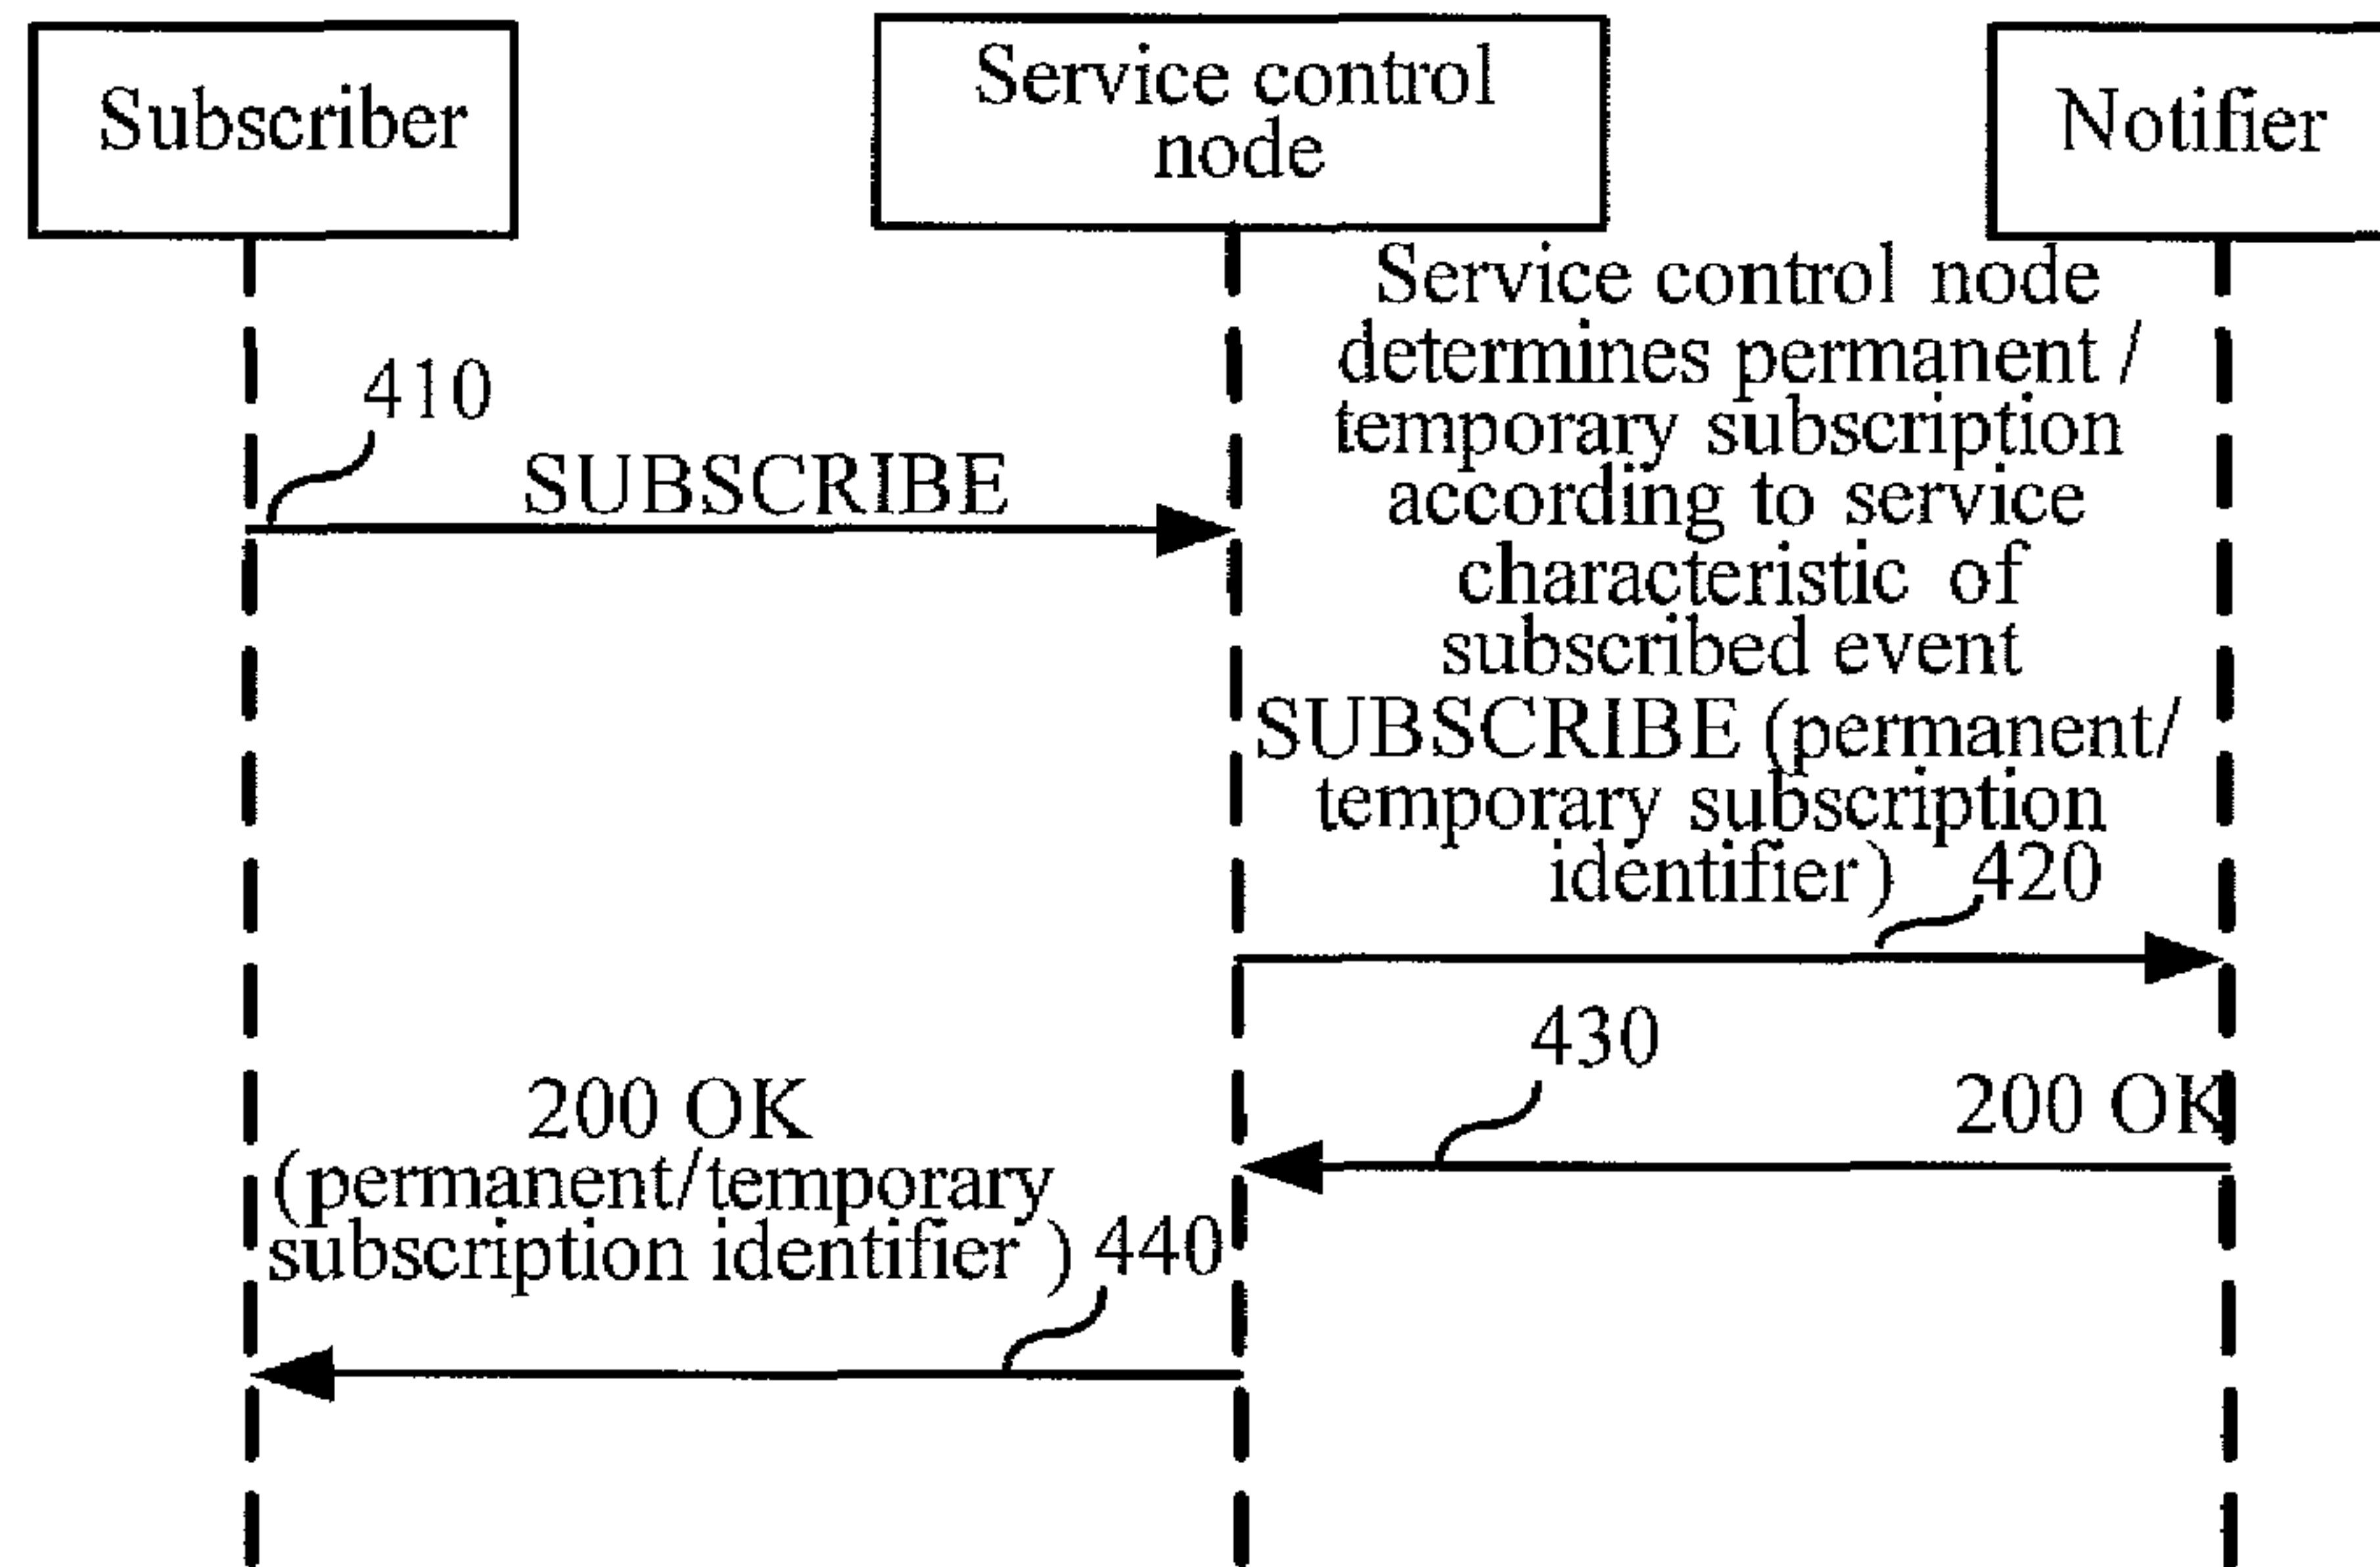 Subscriber
Service control
node
Notifier
Service control node
determines permanent /
temporary subscription
according to service
characteristic of
subscribed event
410
SUBSCRIBE
SUBSCRIBE (permanent/
temporary subscription
identifier) 420
430
200 OK
200 OK
(permanent/temporary
subscription identifier ) 440